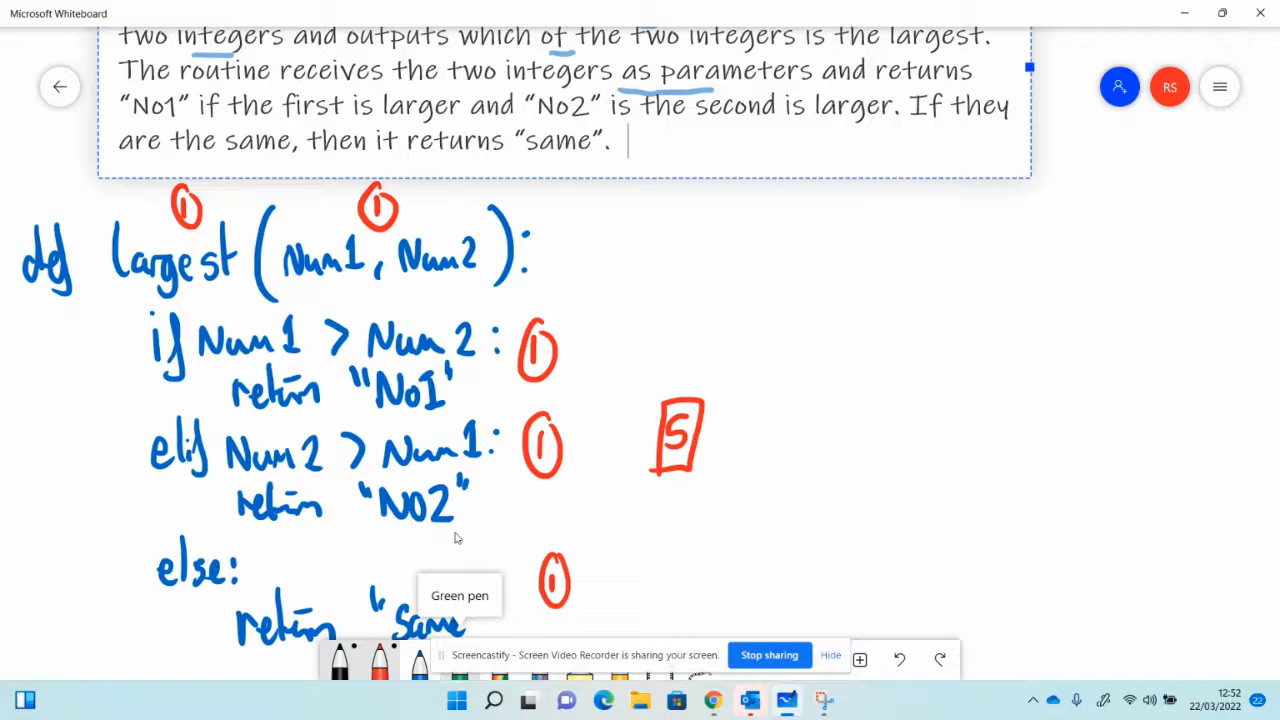 Microsoft Whiteboard
two integers and outputs which of the two integers is the largest.
The routine receives the two integers as parameters and returns
"No1" if the first is larger and "No2" is the second is larger. If they
are the same, then it returns "same".
RS
1 1
def largest (Num1, Num2):
if Num1 > Num2: 1
return "No1"
elif Num2 > Num1: 1
return "NO2"
5
else: 1
Green pen
return "same
Screencastify - Screen Video Recorder is sharing your screen. Stop sharing Hide
12:52
22/03/2022
22